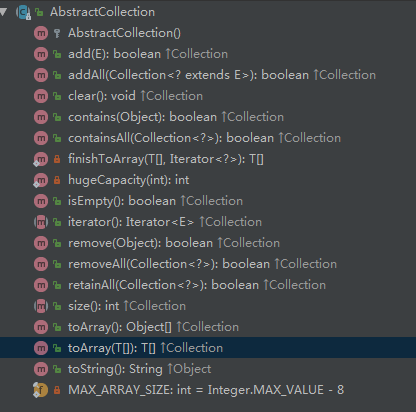 AbstractCollection
AbstractCollection()
add(E): boolean ↑Collection
addAll(Collection<? extends E>): boolean ↑Collection
clear(): void ↑Collection
contains(Object): boolean ↑Collection
containsAll(Collection<?>): boolean ↑Collection
finishToArray(T[], Iterator<?>): T[]
hugeCapacity(int): int
isEmpty(): boolean ↑Collection
iterator(): Iterator<E> ↑Collection
remove(Object): boolean ↑Collection
removeAll(Collection<?>): boolean ↑Collection
retainAll(Collection<?>): boolean ↑Collection
size(): int ↑Collection
toArray(): Object[] ↑Collection
toArray(T[]): T[] ↑Collection
toString(): String ↑Object
MAX_ARRAY_SIZE: int = Integer.MAX_VALUE - 8